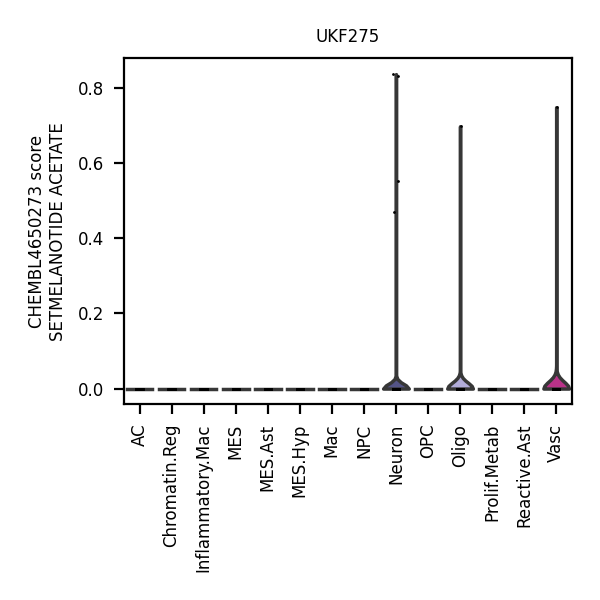 UKF275
CHEMBL4650273 score
SETMELANOTIDE ACETATE
0.8
0.6
0.4
0.2
0.0
AC
Chromatin.Reg
Inflammatory.Mac
MES
MES.Ast
MES.Hyp
Mac
NPC
Neuron
OPC
Oligo
Prolif.Metab
Reactive.Ast
Vasc